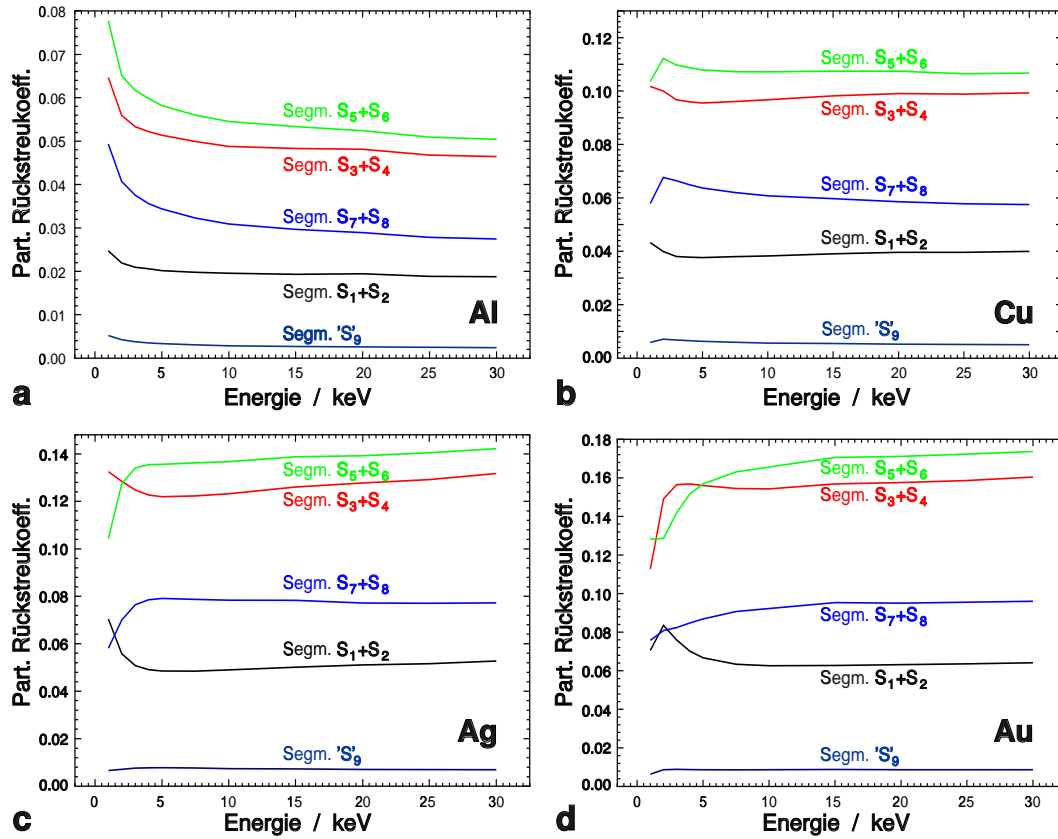 0.08
0.07
0.06
0.05
0.04
0.03
0.02
0.01
0.00
Part. Rückstreukoeff.
Segm. S5+S6
Segm. S3+S4
Segm. S7+S8
Segm. S1+S2
Segm. 'S'9
Al
0 5 10 15 20 25 30
Energie / keV
a
0.12
0.10
0.08
0.06
0.04
0.02
0.00
Part. Rückstreukoeff.
Segm. S5+S6
Segm. S3+S4
Segm. S7+S8
Segm. S1+S2
Segm. 'S'9
Cu
0 5 10 15 20 25 30
Energie / keV
b
0.14
0.12
0.10
0.08
0.06
0.04
0.02
0.00
Part. Rückstreukoeff.
Segm. S5+S6
Segm. S3+S4
Segm. S7+S8
Segm. S1+S2
Segm. 'S'9
Ag
0 5 10 15 20 25 30
Energie / keV
c
0.18
0.16
0.14
0.12
0.10
0.08
0.06
0.04
0.02
0.00
Part. Rückstreukoeff.
Segm. S5+S6
Segm. S3+S4
Segm. S7+S8
Segm. S1+S2
Segm. 'S'9
Au
0 5 10 15 20 25 30
Energie / keV
d